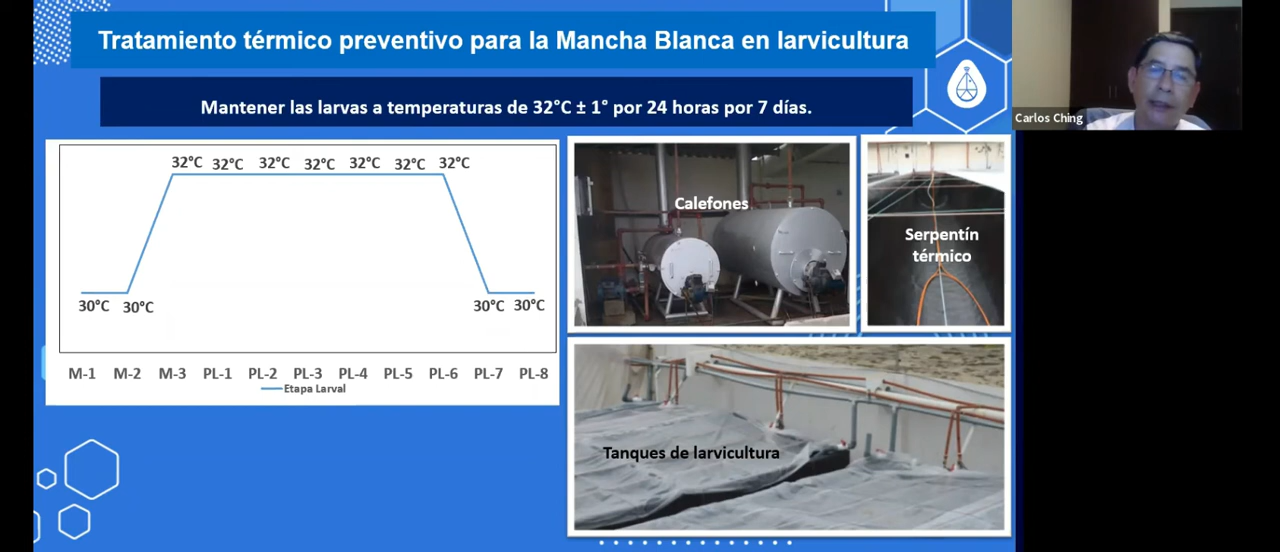 Tratamiento térmico preventivo para la Mancha Blanca en larvicultura
Mantener las larvas a temperaturas de 32°C ± 1° por 24 horas por 7 días.
Carlos Ching
32°C 32°C 32°C 32°C 32°C 32°C 32°C
30°C 30°C 30°C 30°C
M-1 M-2 M-3 PL-1 PL-2 PL-3 PL-4 PL-5 PL-6 PL-7 PL-8
Etapa Larval
Calefones
Serpentín
térmico
Tanques de larvicultura